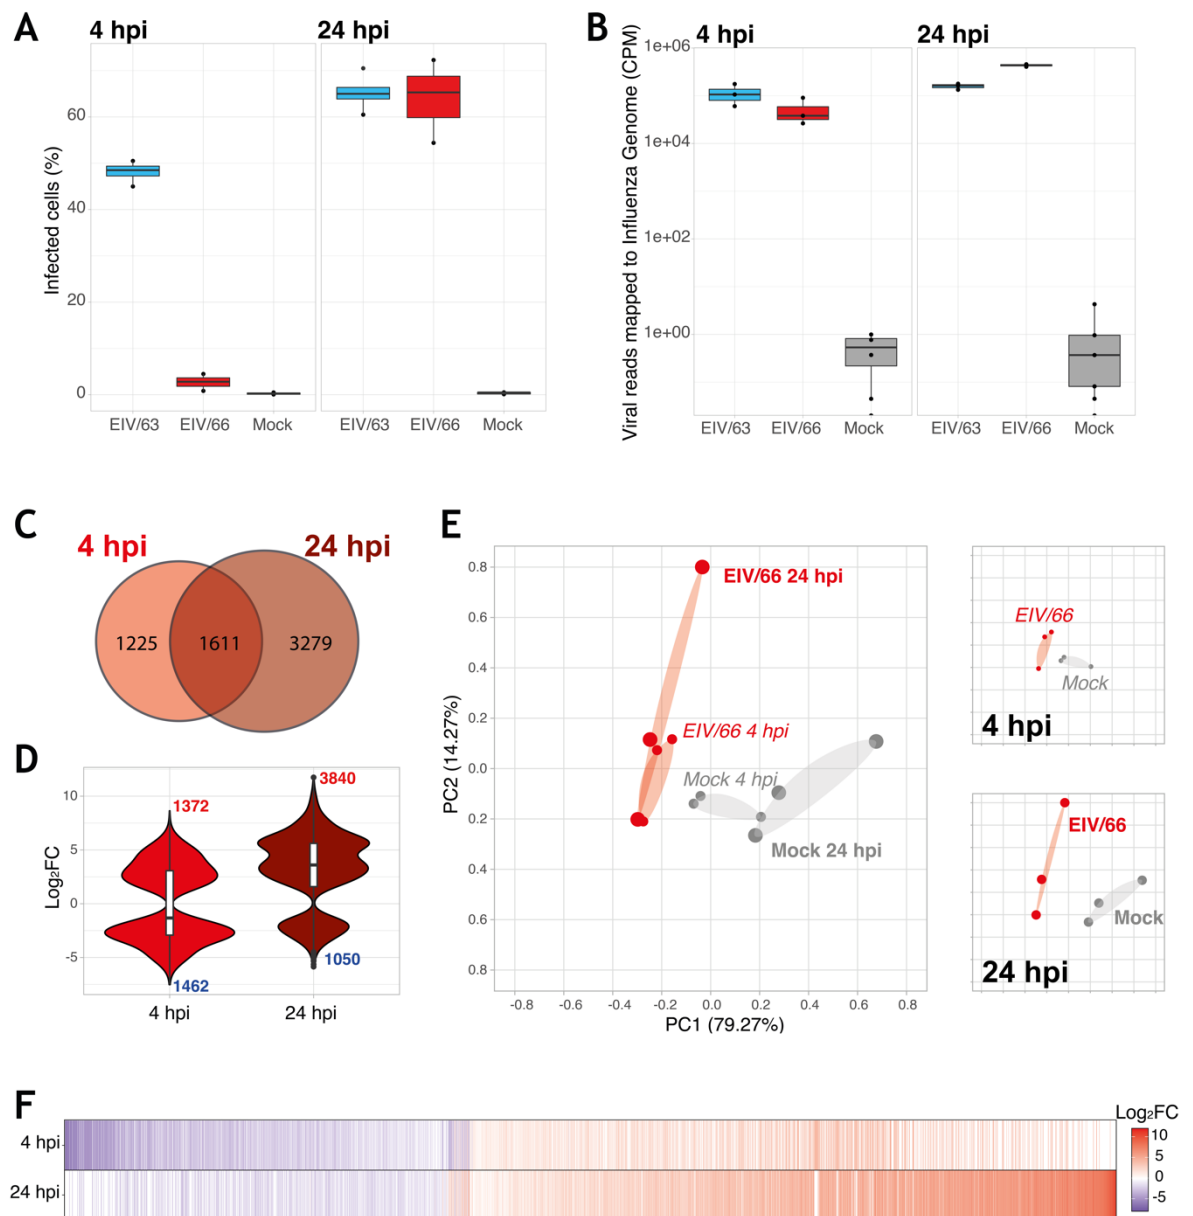 A
4 hpi
24 hpi
Infected cells (%)
60
40
20
0
EIV/63
EIV/66
Mock
EIV/63
EIV/66
Mock
B
4 hpi
24 hpi
Viral reads mapped to Influenza Genome (CPM)
1e+06
1e+04
1e+02
1e+00
EIV/63
EIV/66
Mock
EIV/63
EIV/66
Mock
C
4 hpi
24 hpi
1225
1611
3279
D
Log₂FC
10
5
0
-5
1372
1462
3840
1050
4 hpi
24 hpi
E
PC2 (14.27%)
0.8
0.6
0.4
0.2
0.0
0.2
0.4
0.6
0.8
EIV/66 24 hpi
EIV/66 4 hpi
Mock 4 hpi
Mock 24 hpi
-0.8
-0.6
-0.4
-0.2
0.0
0.2
0.4
0.6
0.8
PC1 (79.27%)
EIV/66
Mock
4 hpi
EIV/66
Mock
24 hpi
F
4 hpi
24 hpi
Log₂FC
10
5
0
-5